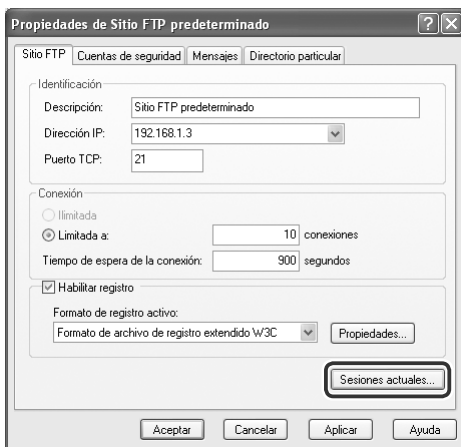 Propiedades de Sitio FTP predeterminado
Sitio FTP Cuentas de seguridad Mensajes Directorio particular
Identificación
Descripción: Sitio FTP predeterminado
Dirección IP: 192.168.1.3
Puerto TCP: 21
Conexión
Ilimitada
Limitada a: 10 conexiones
Tiempo de espera de la conexión: 900 segundos
Habilitar registro
Formato de registro activo:
Formato de archivo de registro extendido W3C Propiedades...
Sesiones actuales...
Aceptar Cancelar Aplicar Ayuda